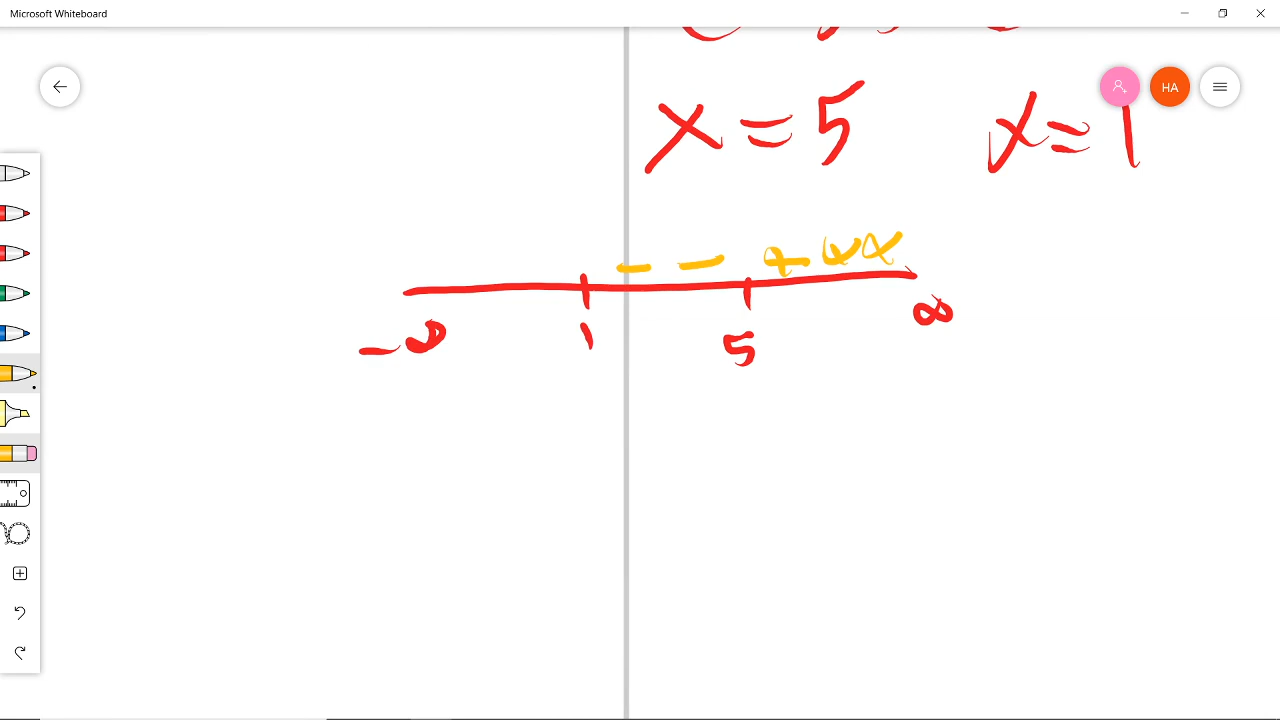 Microsoft Whiteboard
HA
x = 5 x = 1
- - + + +
-∞ 1 5 ∞